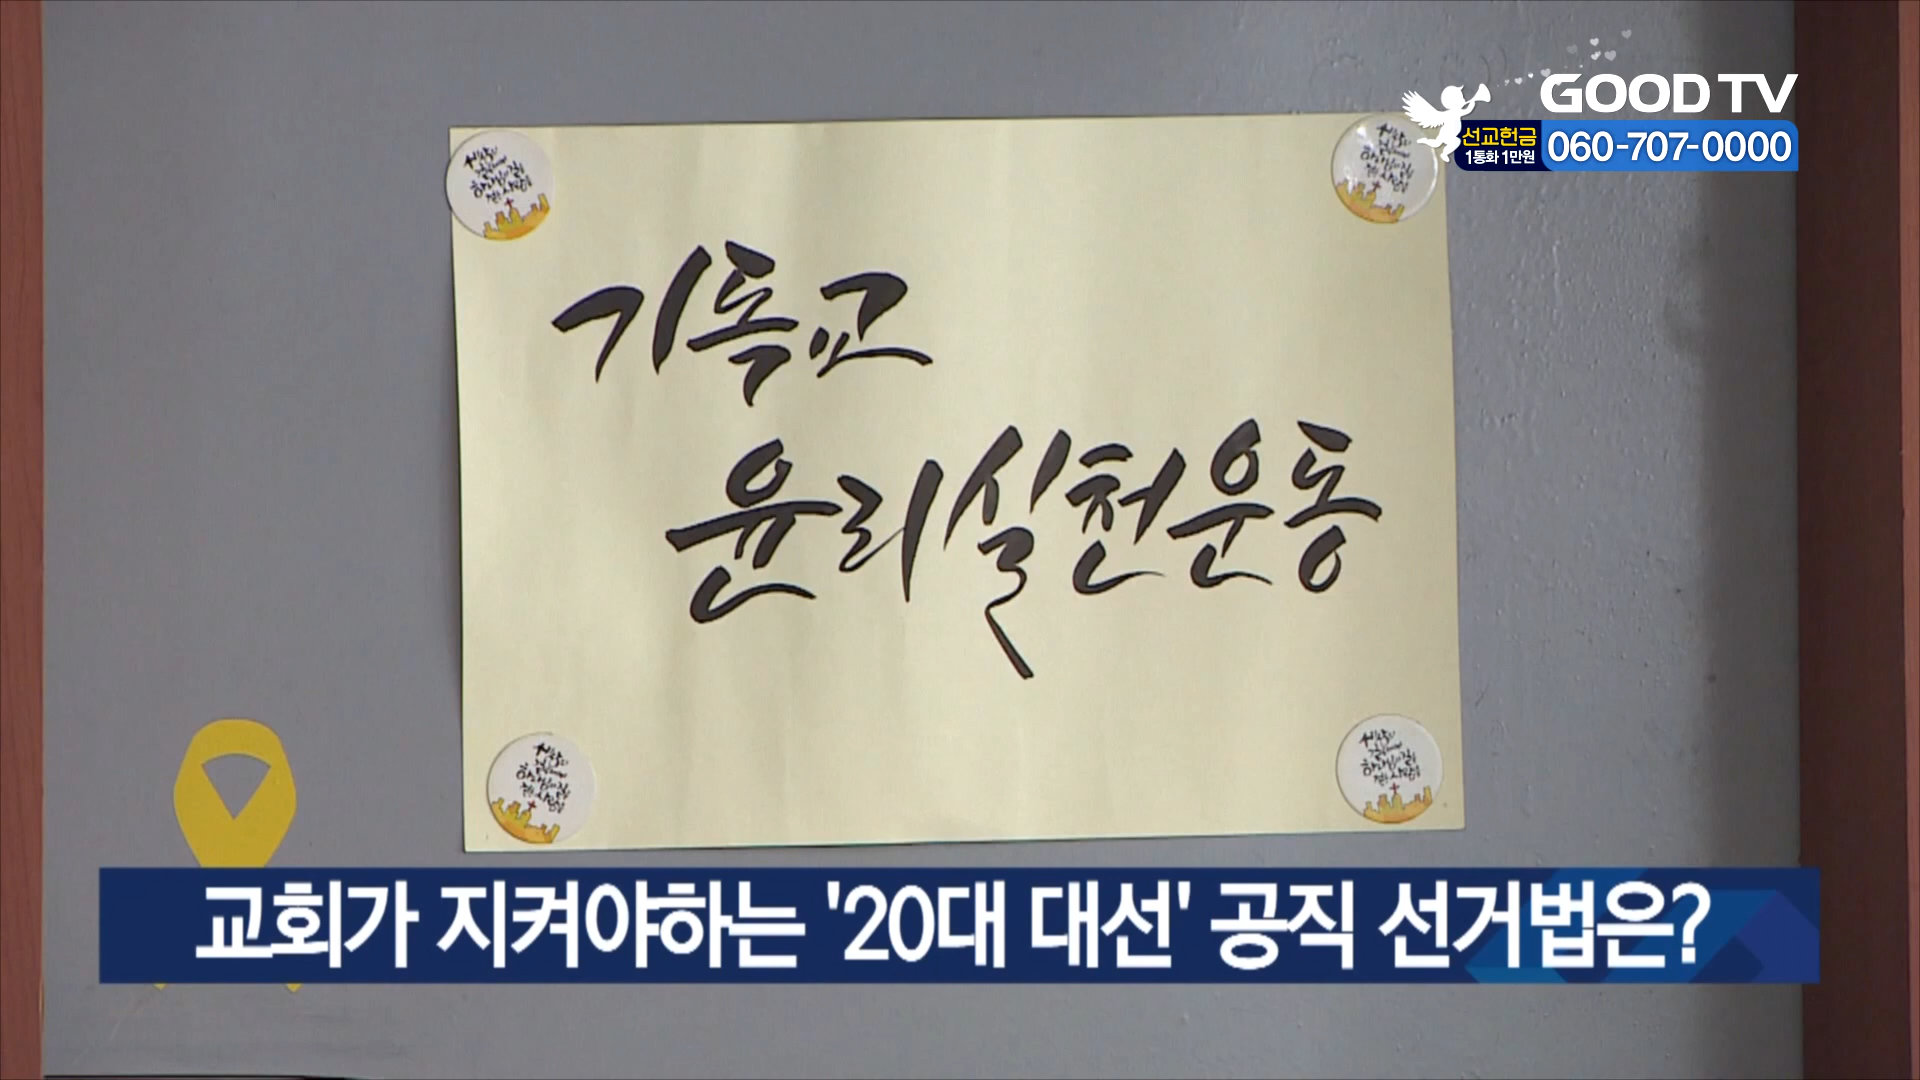 GOOD TV
선교헌금
1통화 1만원
060-707-0000
기독교
윤리실천운동
교회가 지켜야하는 '20대 대선' 공직 선거법은?